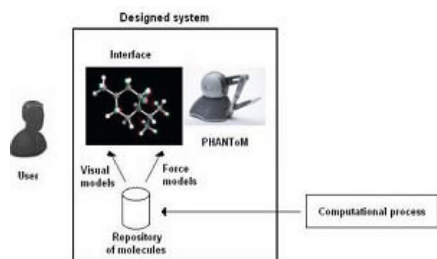 Designed system
Interface
PHANToM
User
Visual
models
Force
models
Computational process
Repository
of molecules